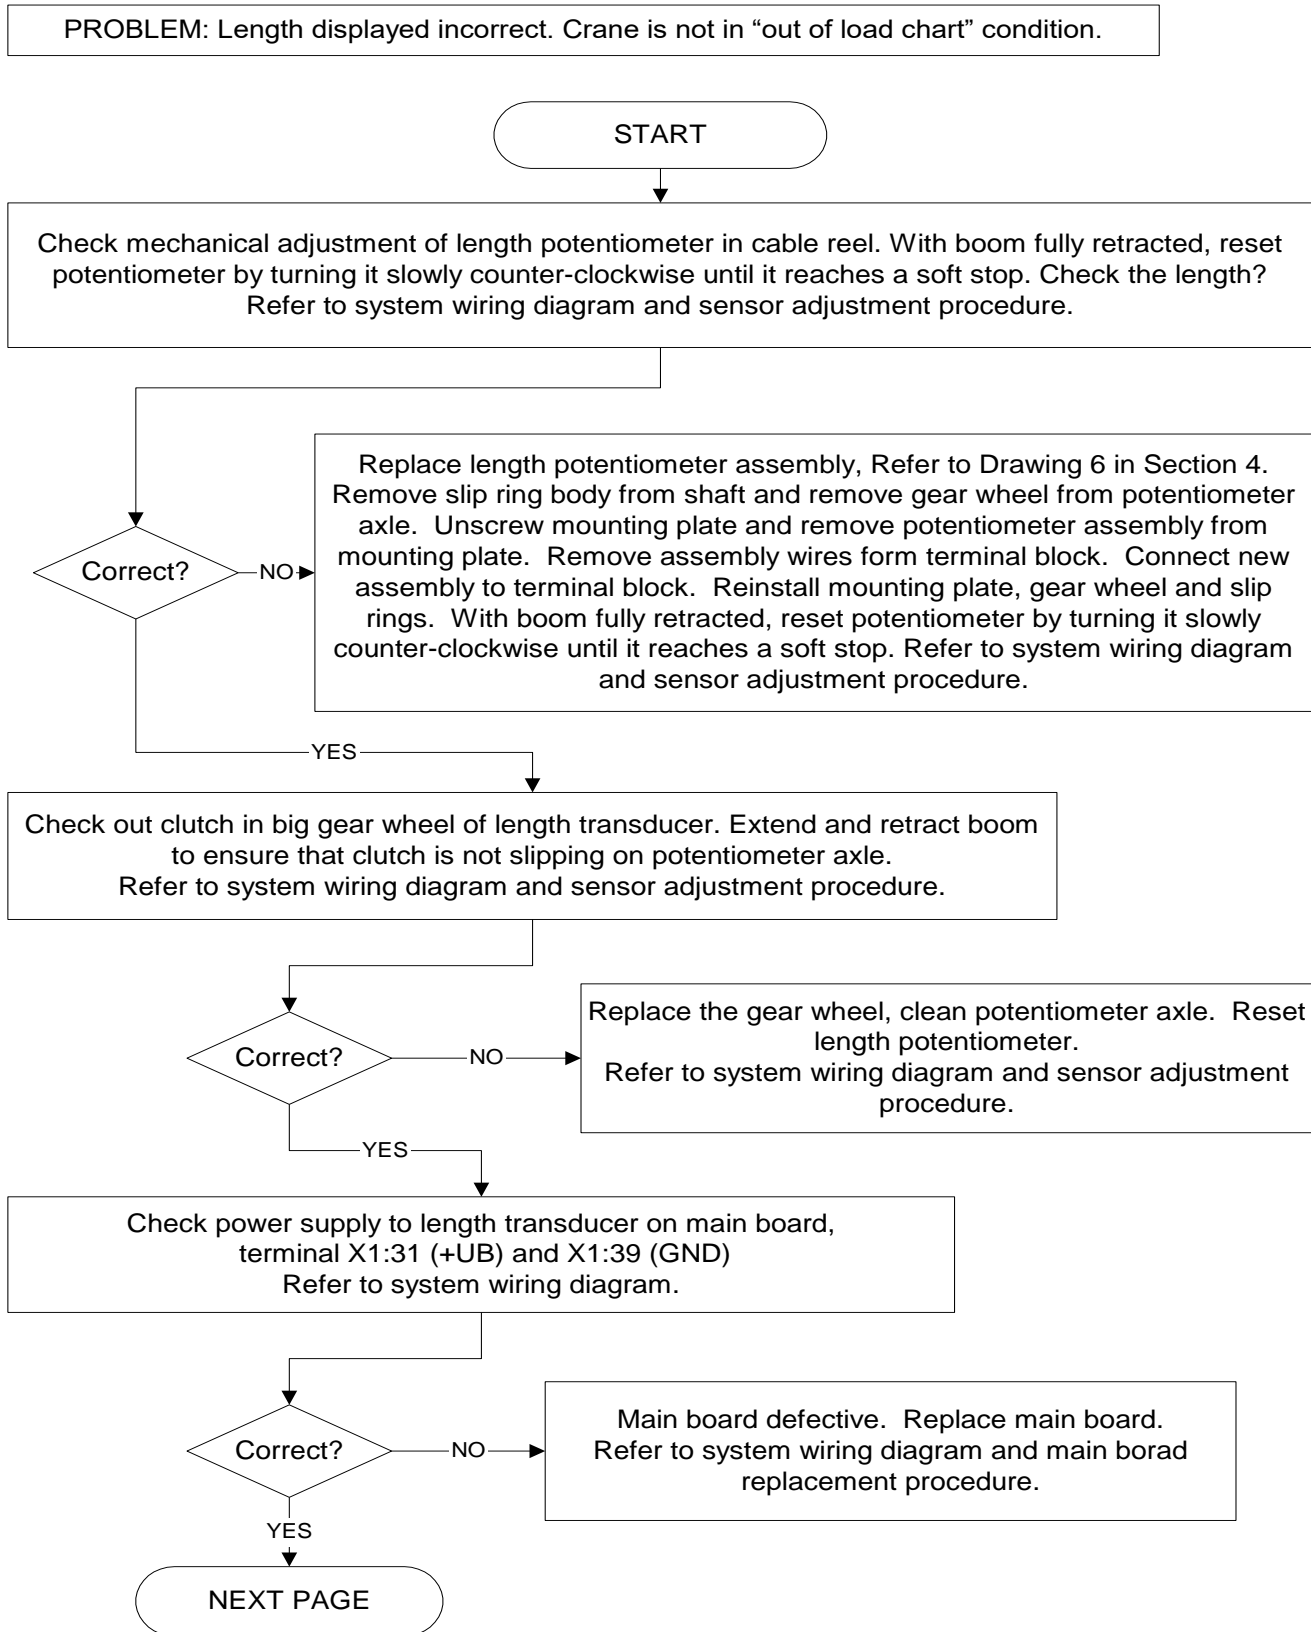 PROBLEM: Length displayed incorrect. Crane is not in “out of load chart” condition.
START
Check mechanical adjustment of length potentiometer in cable reel. With boom fully retracted, reset
potentiometer by turning it slowly counter-clockwise until it reaches a soft stop. Check the length?
Refer to system wiring diagram and sensor adjustment procedure.
Correct?
NO
Replace length potentiometer assembly, Refer to Drawing 6 in Section 4.
Remove slip ring body from shaft and remove gear wheel from potentiometer
axle. Unscrew mounting plate and remove potentiometer assembly from
mounting plate. Remove assembly wires form terminal block. Connect new
assembly to terminal block. Reinstall mounting plate, gear wheel and slip
rings. With boom fully retracted, reset potentiometer by turning it slowly
counter-clockwise until it reaches a soft stop. Refer to system wiring diagram
and sensor adjustment procedure.
YES
Check out clutch in big gear wheel of length transducer. Extend and retract boom
to ensure that clutch is not slipping on potentiometer axle.
Refer to system wiring diagram and sensor adjustment procedure.
Correct?
NO
Replace the gear wheel, clean potentiometer axle. Reset
length potentiometer.
Refer to system wiring diagram and sensor adjustment
procedure.
YES
Check power supply to length transducer on main board,
terminal X1:31 (+UB) and X1:39 (GND)
Refer to system wiring diagram.
Correct?
NO
Main board defective. Replace main board.
Refer to system wiring diagram and main borad
replacement procedure.
YES
NEXT PAGE